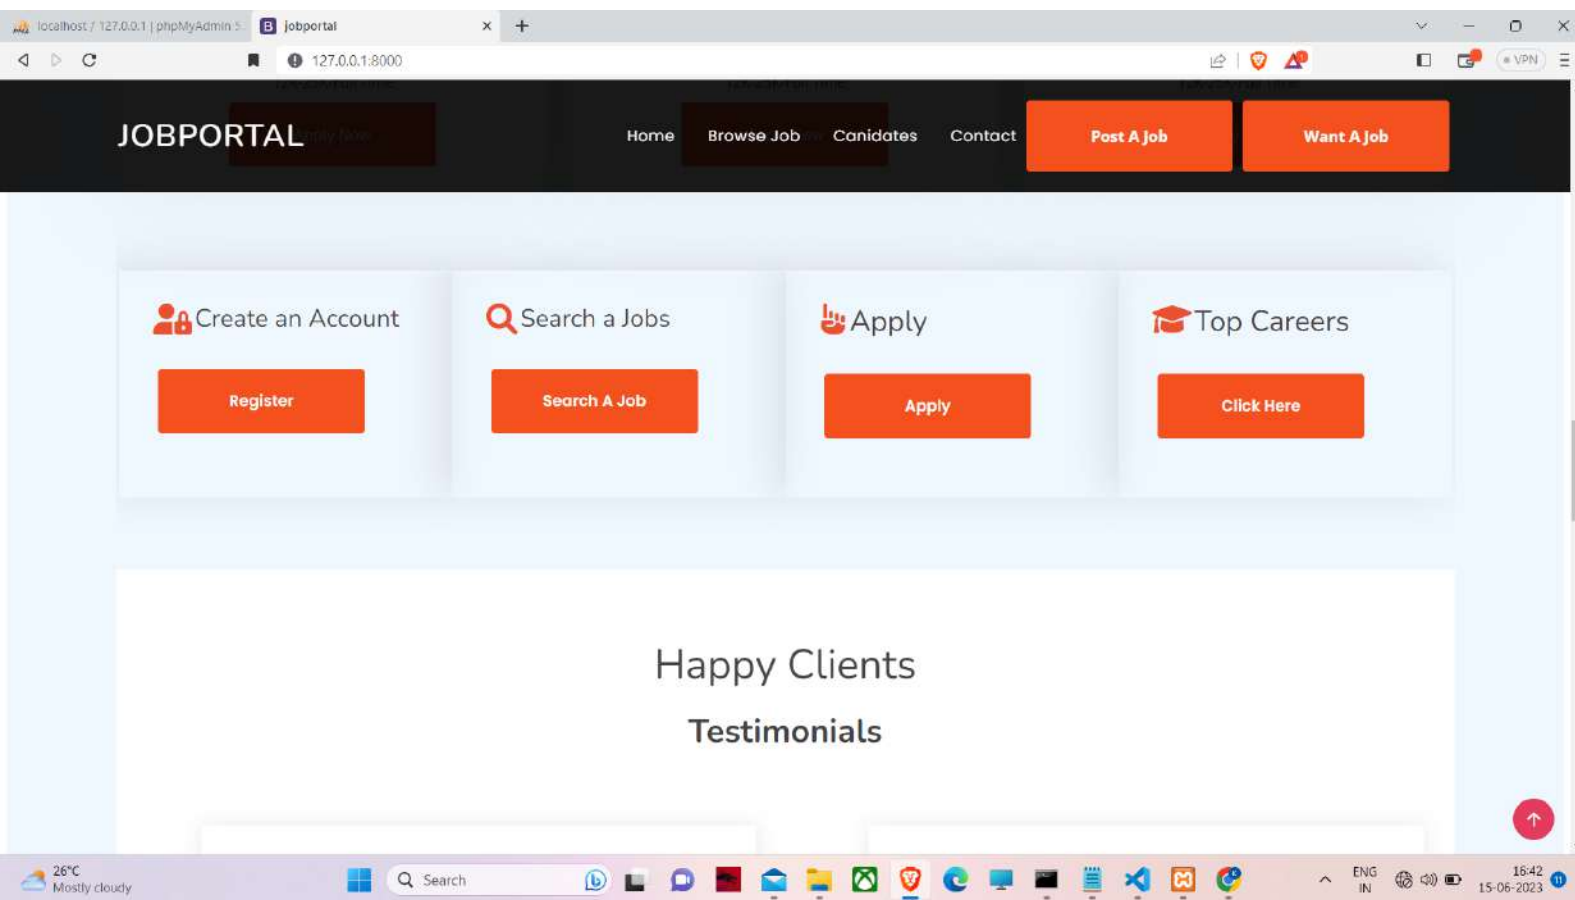 localhost / 127.0.0.1 | phpMyAdmin 5.
jobportal
127.0.0.1:8000
VPN
JOBPORTAL
Home
Browse Job
Canidates
Contact
Post A Job
Want A Job
Create an Account
Search a Jobs
Apply
Top Careers
Register
Search A Job
Apply
Click Here
Happy Clients
Testimonials
26°C
Mostly cloudy
Search
ENG
IN
16:42
15-06-2023
11